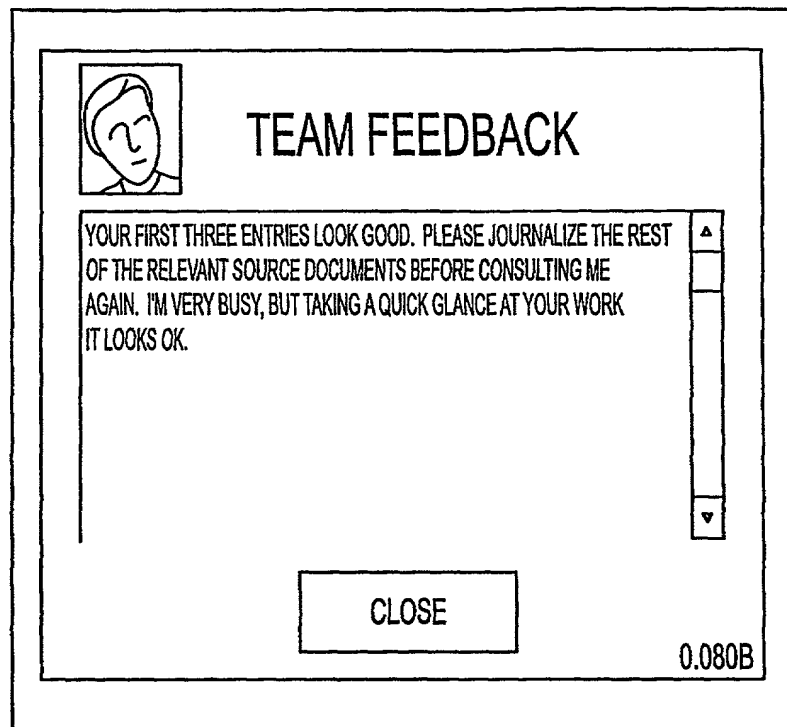 TEAM FEEDBACK
YOUR FIRST THREE ENTRIES LOOK GOOD. PLEASE JOURNALIZE THE REST
OF THE RELEVANT SOURCE DOCUMENTS BEFORE CONSULTING ME
AGAIN. I'M VERY BUSY, BUT TAKING A QUICK GLANCE AT YOUR WORK
IT LOOKS OK.
CLOSE
0.080B